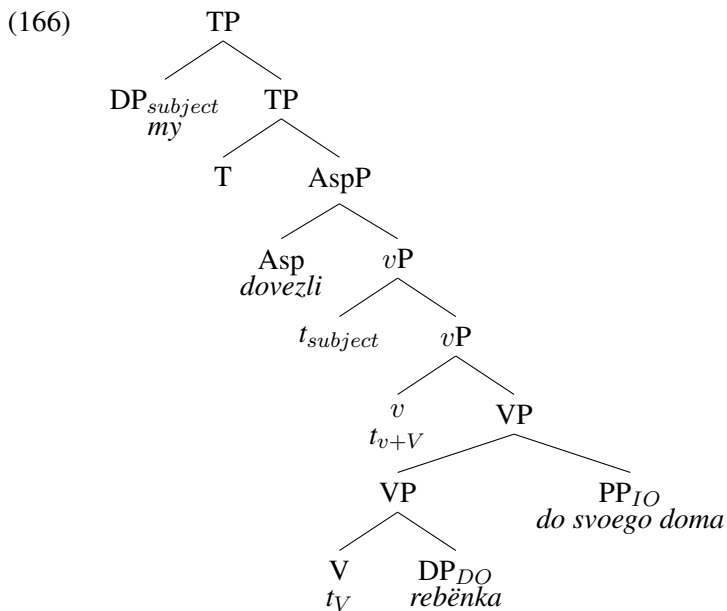 (166) TP
DP_subject TP
my
T AspP
Asp vP
dovezli
t_subject vP
v VP
t_v+V
VP PP_IO
do svoego doma
V DP_DO
t_V rebënka